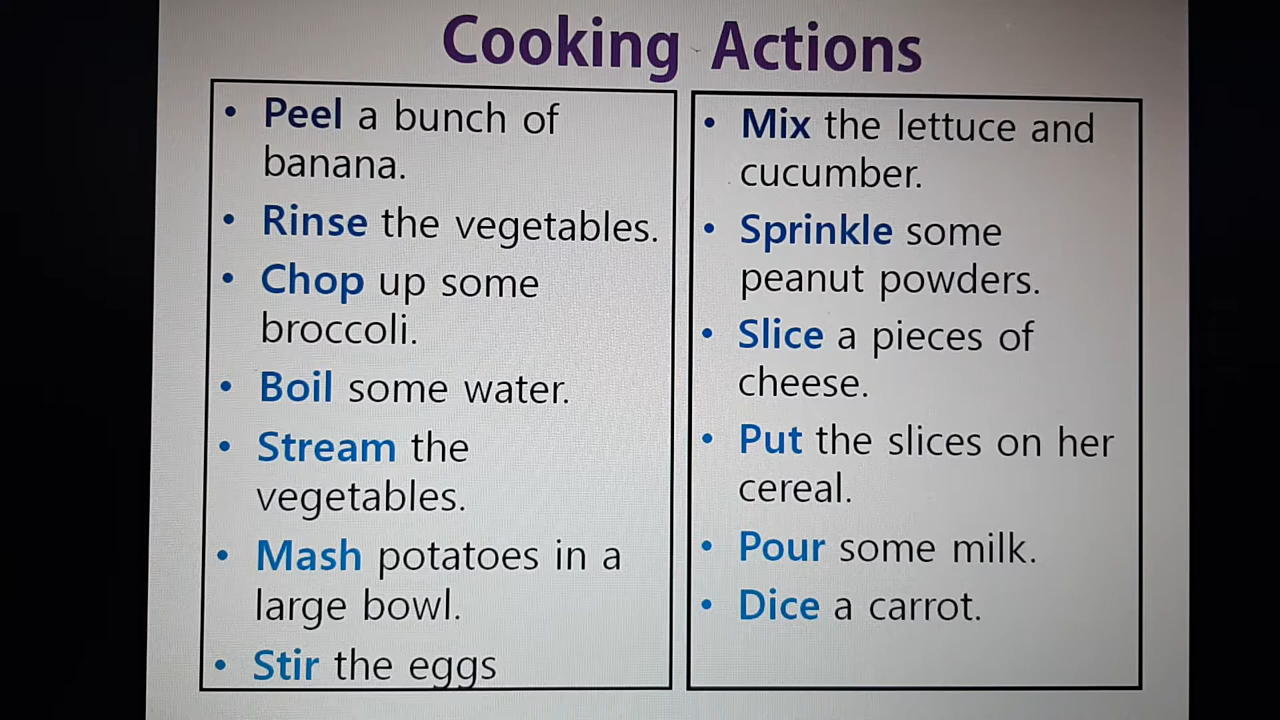 Cooking Actions
• Peel a bunch of
banana.
• Rinse the vegetables.
• Chop up some
broccoli.
• Boil some water.
• Stream the
vegetables.
• Mash potatoes in a
large bowl.
• Stir the eggs
• Mix the lettuce and
cucumber.
• Sprinkle some
peanut powders.
• Slice a pieces of
cheese.
• Put the slices on her
cereal.
• Pour some milk.
• Dice a carrot.